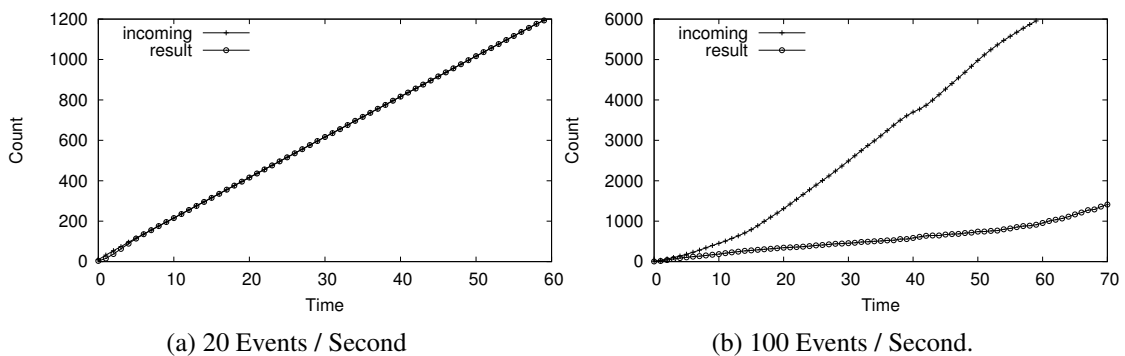 1200
1000
800
600
400
200
0
Count
incoming
result
0 10 20 30 40 50 60
Time
(a) 20 Events / Second
6000
5000
4000
3000
2000
1000
0
Count
incoming
result
0 10 20 30 40 50 60 70
Time
(b) 100 Events / Second.